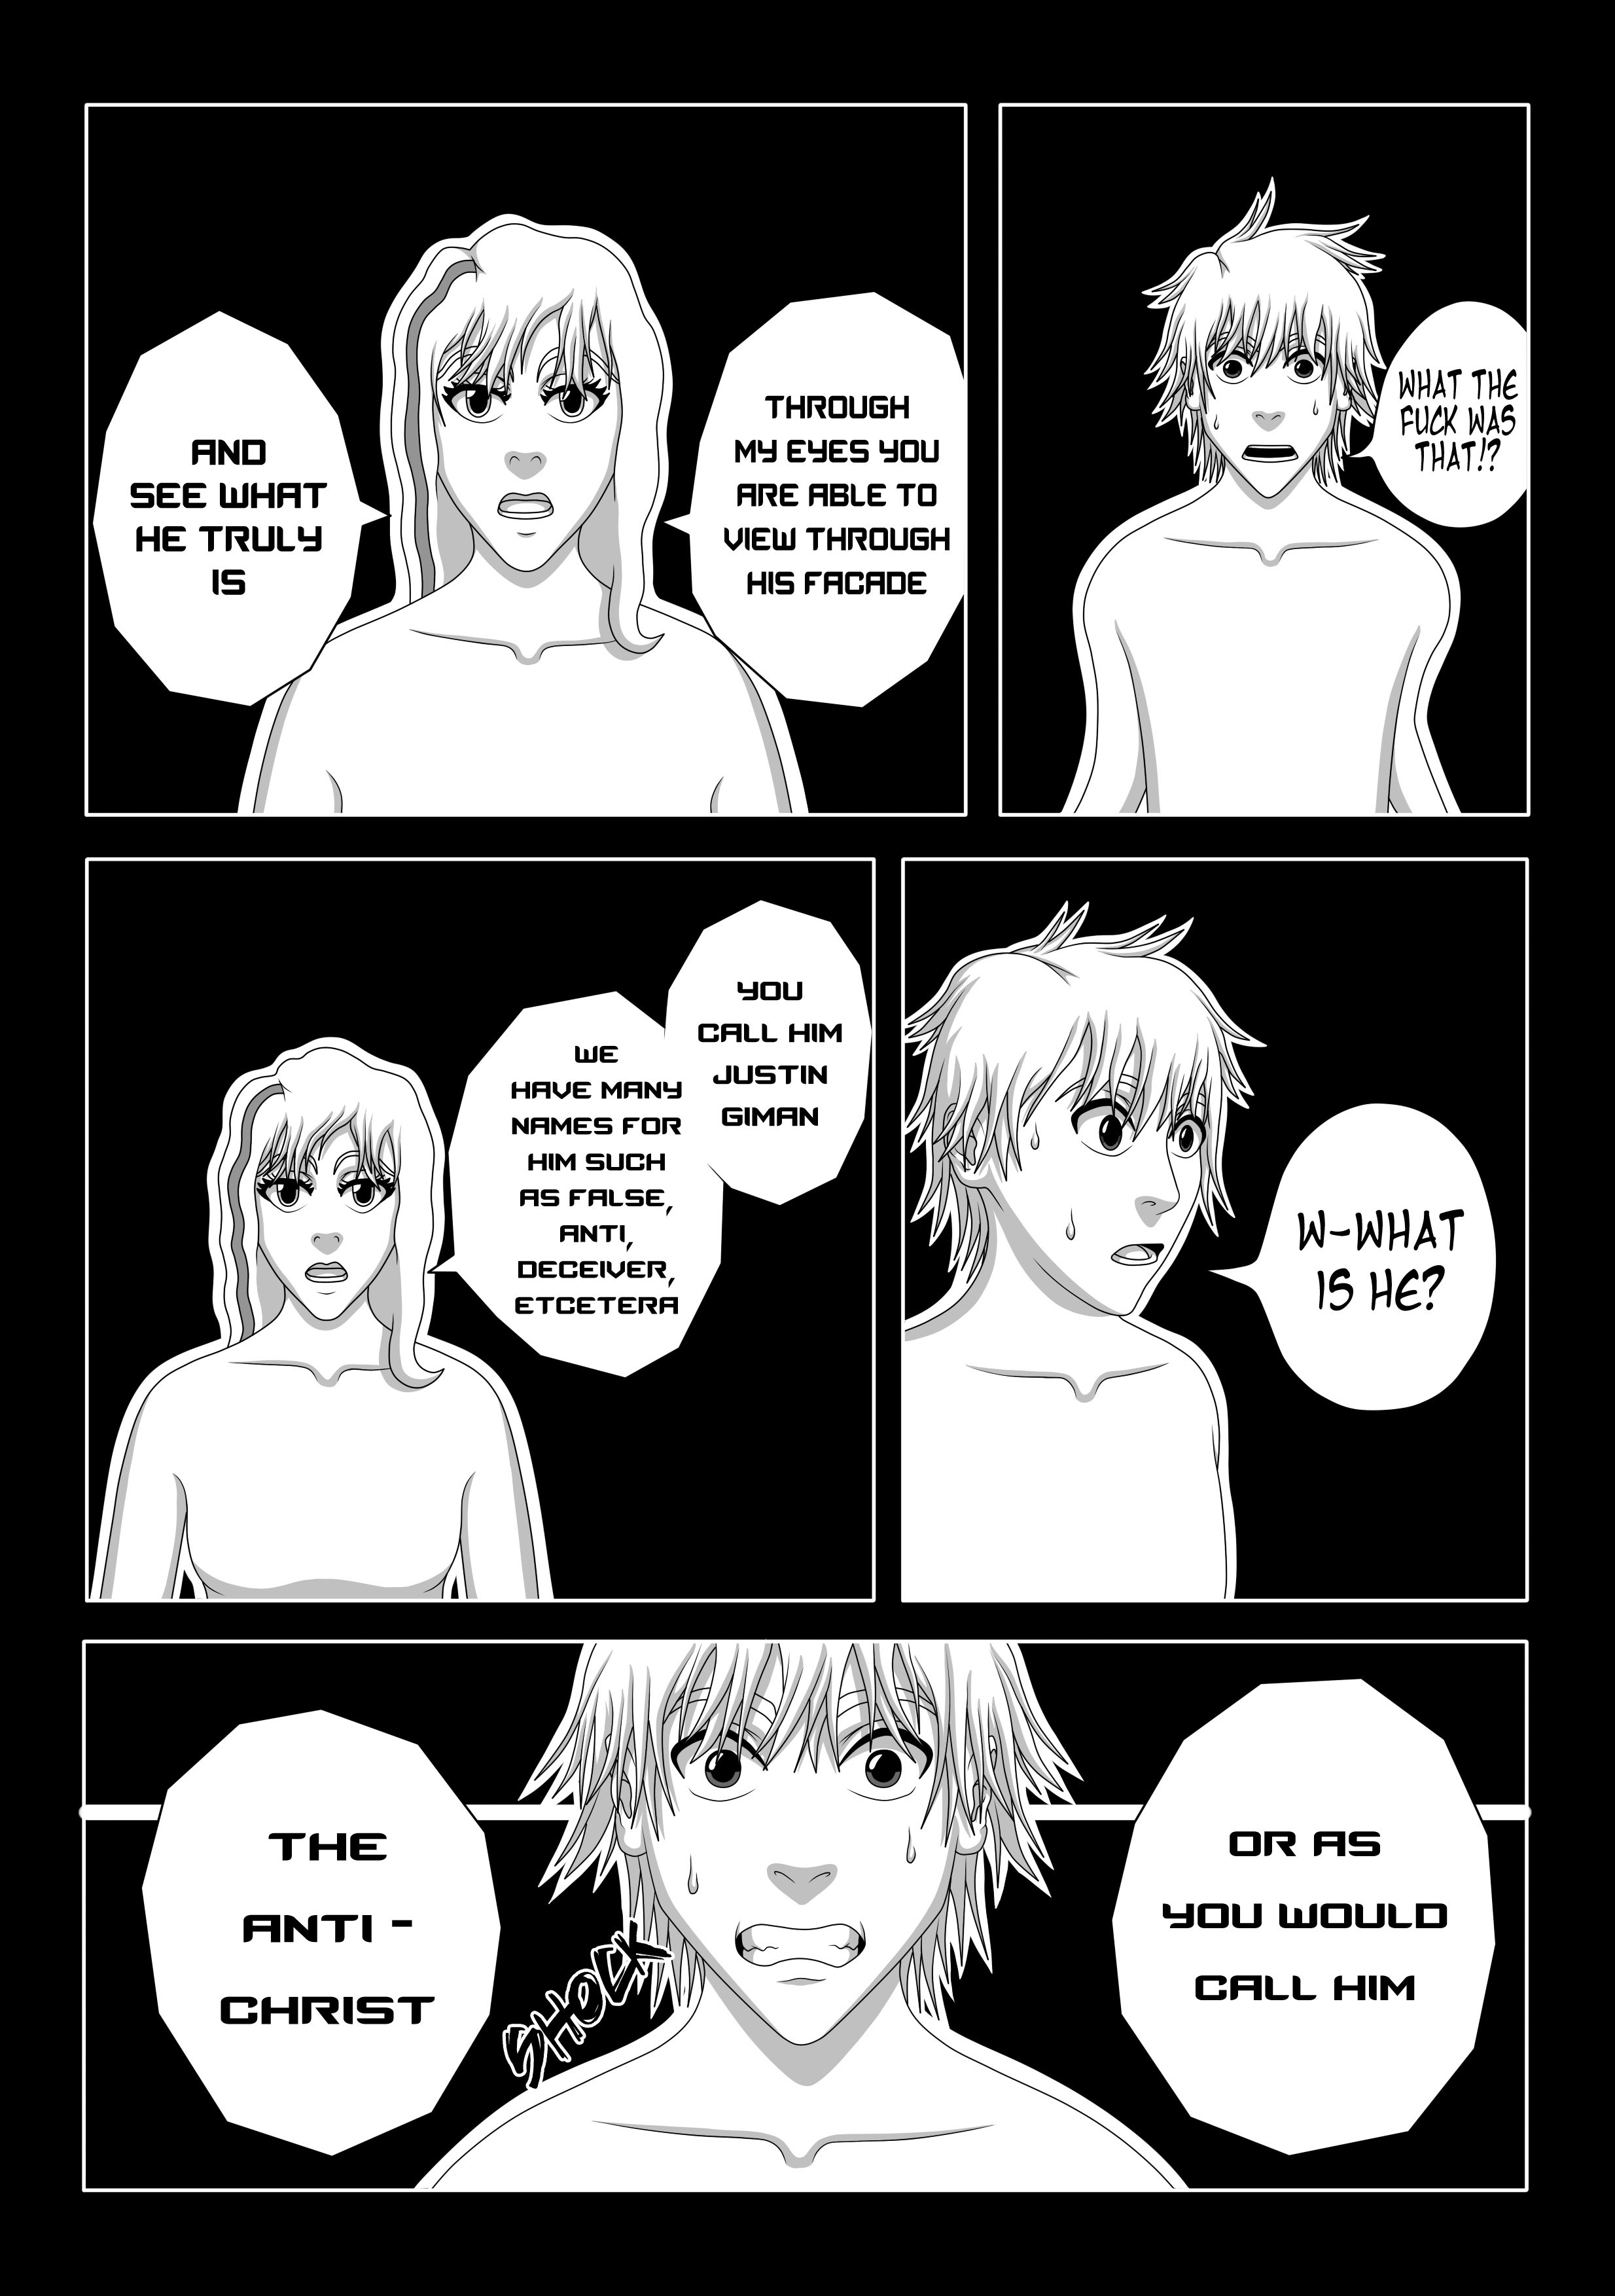 WHAT THE
FUCK WAS
THAT!?
THROUGH
MY EYES YOU
ARE ABLE TO
VIEW THROUGH
HIS FACADE
AND
SEE WHAT
HE TRULY
IS
W-WHAT
IS HE?
YOU
CALL HIM
JUSTIN
GIMAN
WE
HAVE MANY
NAMES FOR
HIM SUCH
AS FALSE,
ANTI,
DECEIVER,
ETCETERA
OR AS
YOU WOULD
CALL HIM
SHOCK
THE
ANTI -
CHRIST